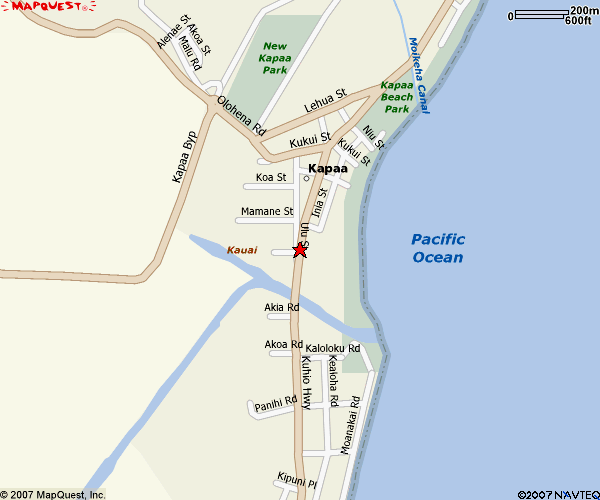 MAPQUEST
200m
600ft
Alenae St
Akoa St
Malu Rd
New
Kapaa
Park
Moikeha Canal
Kapaa
Beach
Park
Olohena Rd
Lehua St
Kapaa Byp
Kukui St
Niu St
Kukui St
Kapaa
Koa St
Inia St
Mamane St
Ulu St
Kauai
Pacific
Ocean
Akia Rd
Akoa Rd
Kaloloku Rd
Kuhio Hwy
Kealoha Rd
Moanakai Rd
Panihi Rd
Kipuni Pl
© 2007 MapQuest, Inc.
©2007 NAVTEQ
0